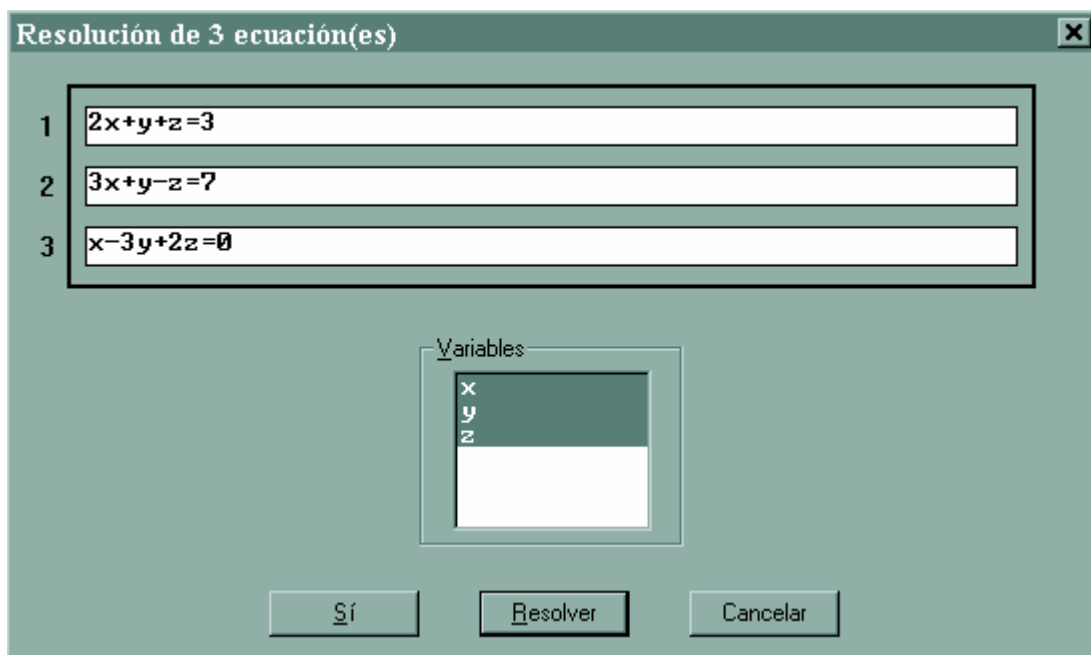 Resolución de 3 ecuación(es)
1 2x+y+z=3
2 3x+y-z=7
3 x-3y+2z=0
Variables
x
y
z
Sí Resolver Cancelar